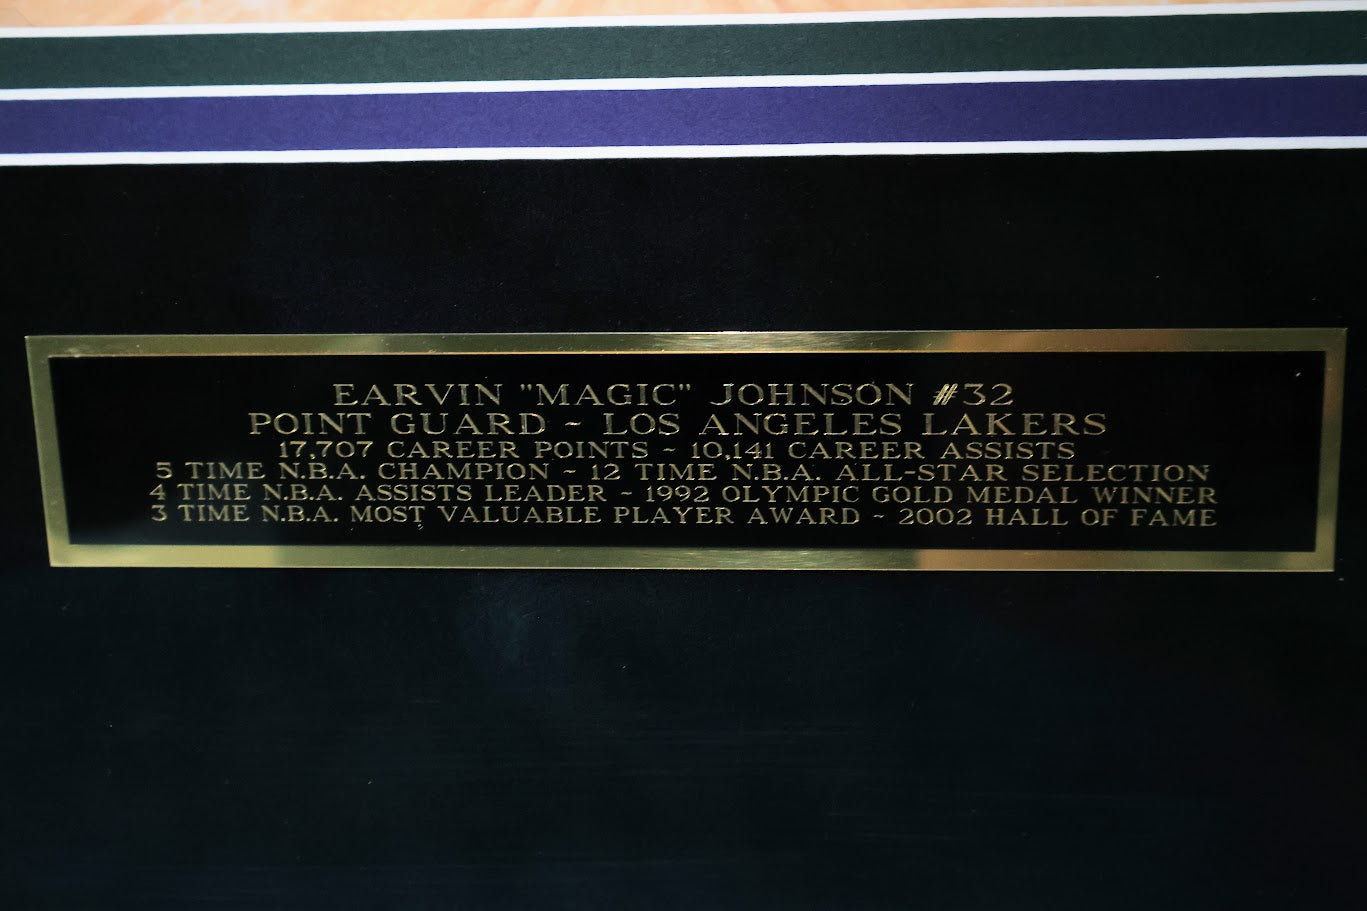 EARVIN "MAGIC" JOHNSON #32
POINT GUARD ~ LOS ANGELES LAKERS
17,707 CAREER POINTS ~ 10,141 CAREER ASSISTS
5 TIME N.B.A. CHAMPION ~ 12 TIME N.B.A. ALL-STAR SELECTION
4 TIME N.B.A. ASSISTS LEADER ~ 1992 OLYMPIC GOLD MEDAL WINNER
3 TIME N.B.A. MOST VALUABLE PLAYER AWARD ~ 2002 HALL OF FAME